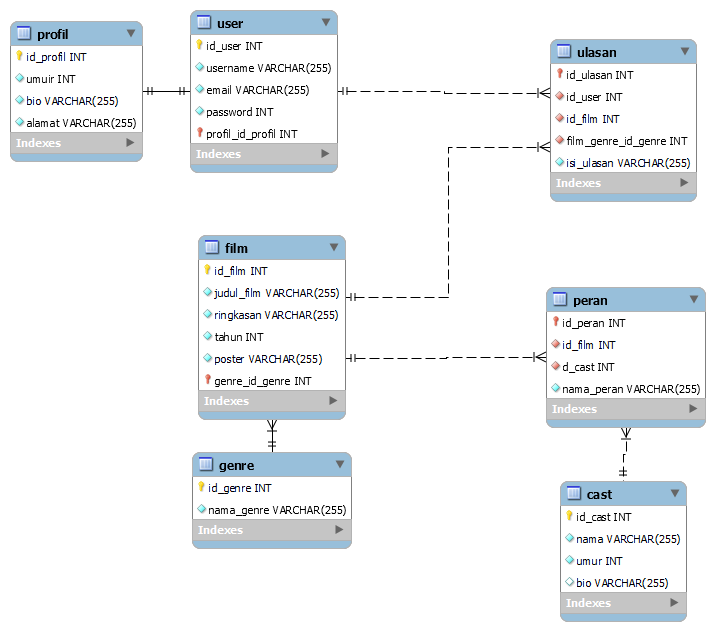 profil
id_profil INT
umuir INT
bio VARCHAR(255)
alamat VARCHAR(255)
Indexes
user
id_user INT
username VARCHAR(255)
email VARCHAR(255)
password INT
profil_id_profil INT
Indexes
ulasan
id_ulasan INT
id_user INT
id_film INT
film_genre_id_genre INT
isi_ulasan VARCHAR(255)
Indexes
film
id_film INT
judul_film VARCHAR(255)
ringkasan VARCHAR(255)
tahun INT
poster VARCHAR(255)
genre_id_genre INT
Indexes
peran
id_peran INT
id_film INT
d_cast INT
nama_peran VARCHAR(255)
Indexes
genre
id_genre INT
nama_genre VARCHAR(255)
Indexes
cast
id_cast INT
nama VARCHAR(255)
umur INT
bio VARCHAR(255)
Indexes